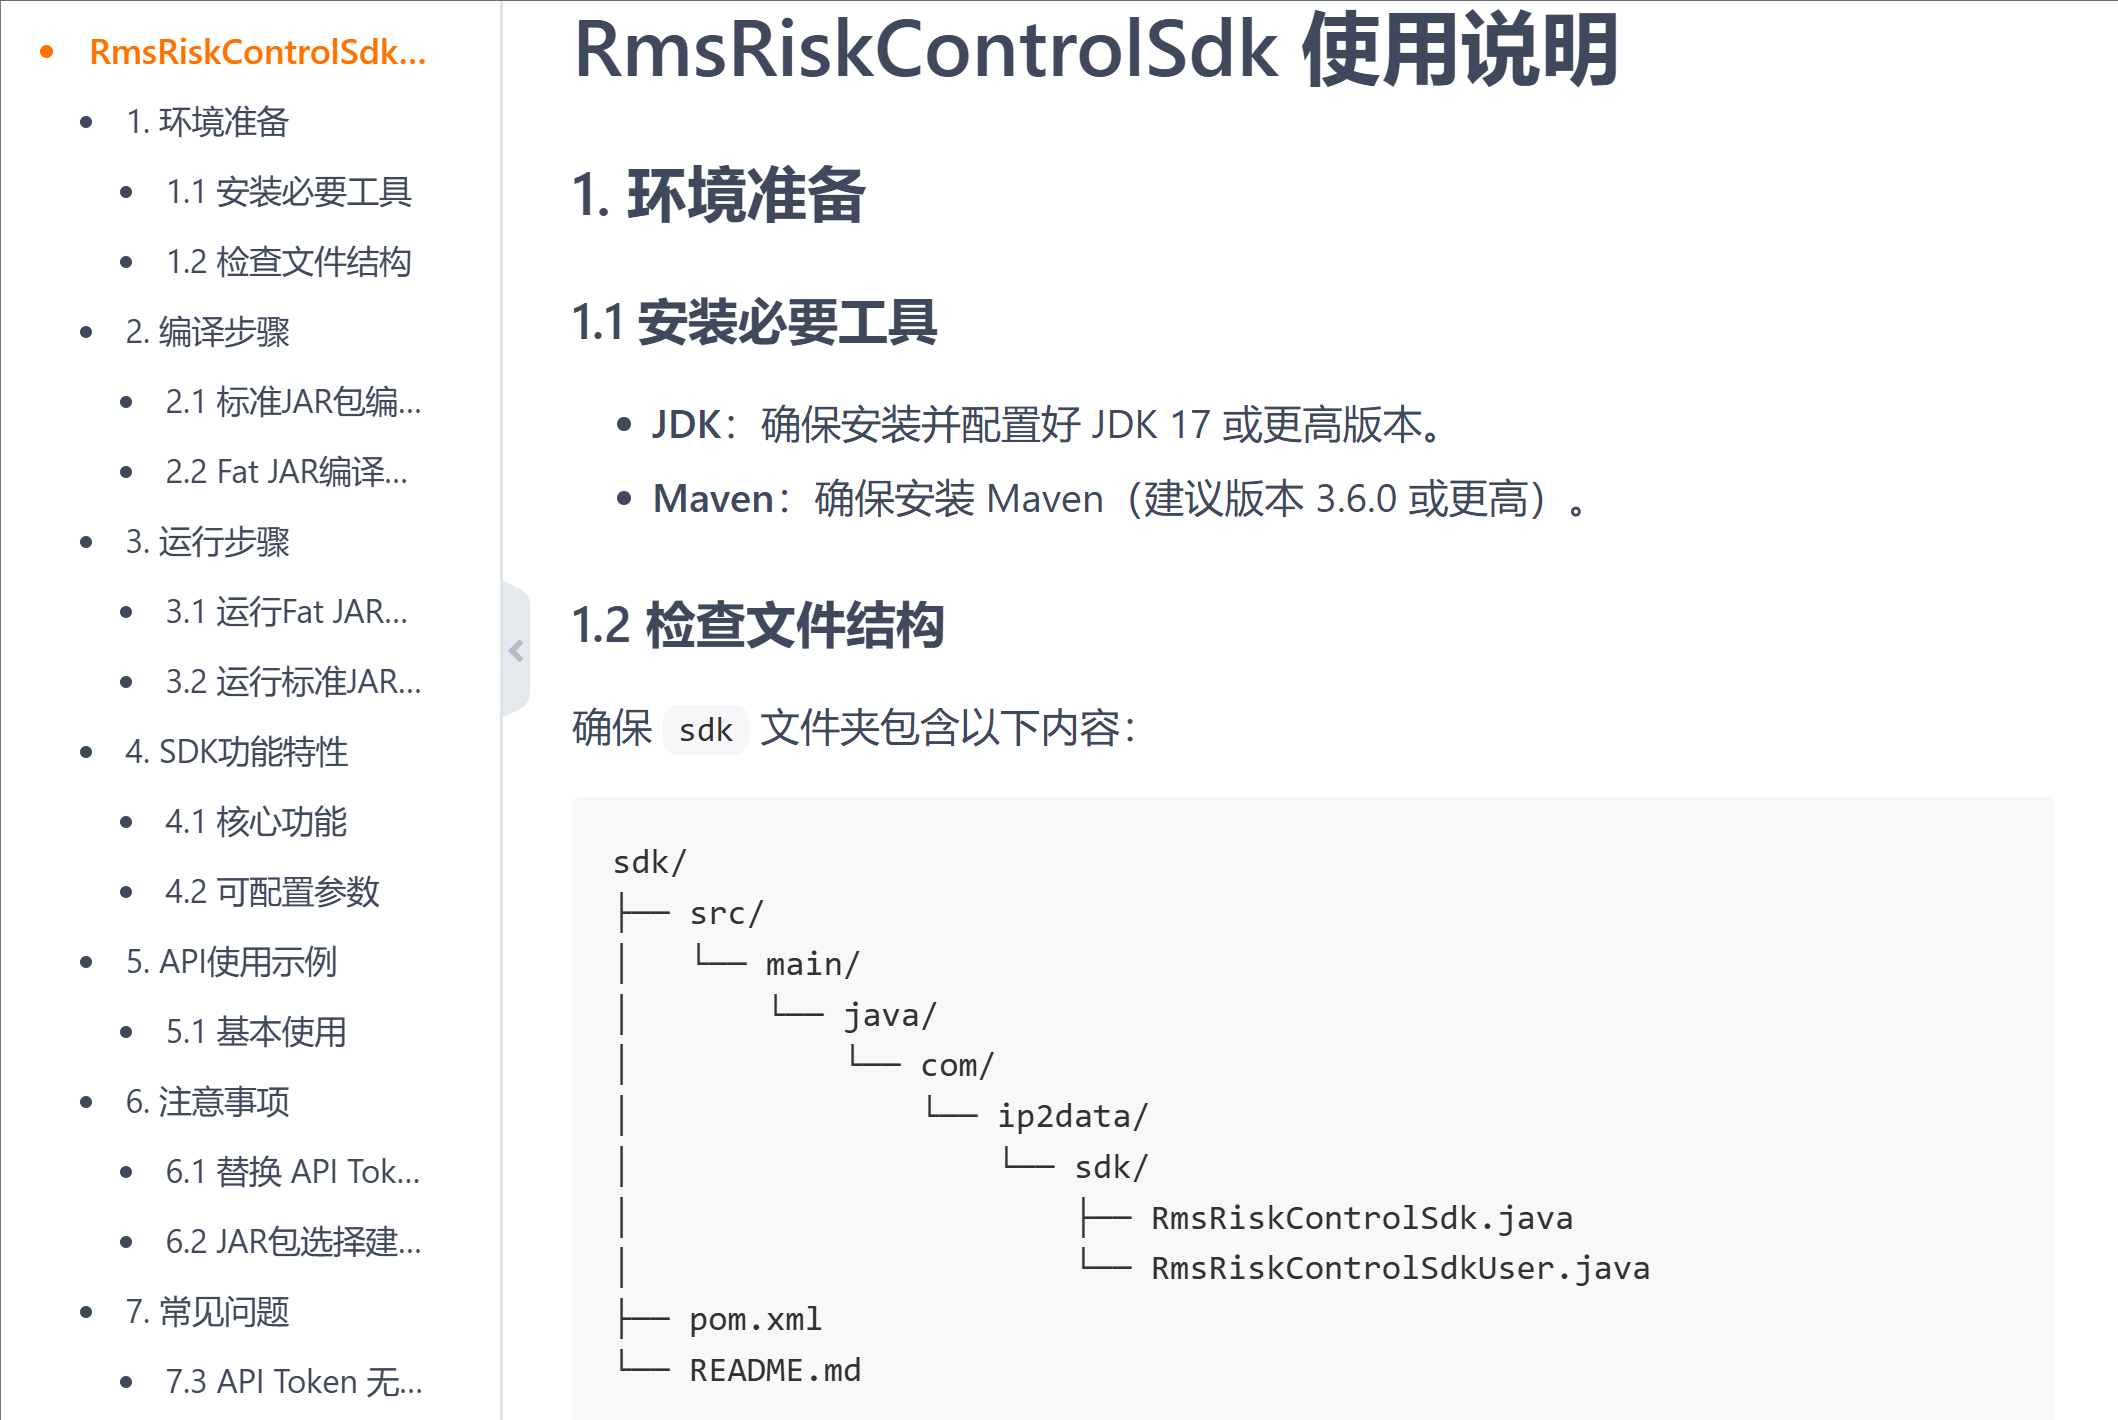 RmsRiskControlSdk...
1. 环境准备
1.1 安装必要工具
1.2 检查文件结构
2. 编译步骤
2.1 标准JAR包编...
2.2 Fat JAR编译...
3. 运行步骤
3.1 运行Fat JAR...
3.2 运行标准JAR...
4. SDK功能特性
4.1 核心功能
4.2 可配置参数
5. API使用示例
5.1 基本使用
6. 注意事项
6.1 替换 API Tok...
6.2 JAR包选择建...
7. 常见问题
7.3 API Token 无...
RmsRiskControlSdk 使用说明
1. 环境准备
1.1 安装必要工具
JDK：确保安装并配置好 JDK 17 或更高版本。
Maven：确保安装 Maven（建议版本 3.6.0 或更高）。
1.2 检查文件结构
确保 sdk 文件夹包含以下内容：
sdk/
├── src/
│   └── main/
│       └── java/
│           └── com/
│               └── ip2data/
│                   └── sdk/
│                       ├── RmsRiskControlSdk.java
│                       └── RmsRiskControlSdkUser.java
├── pom.xml
└── README.md